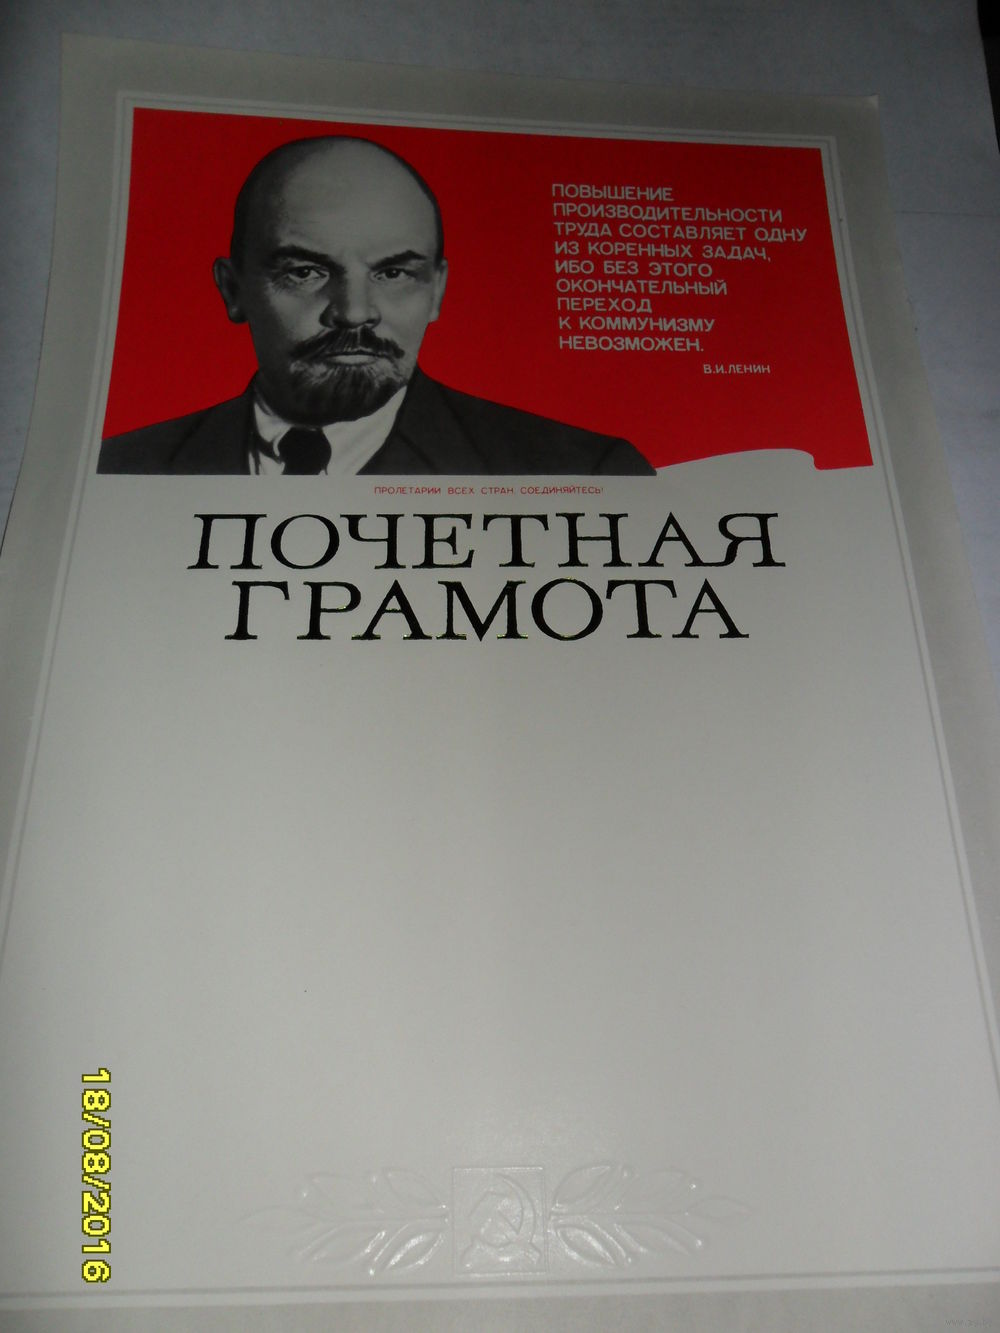 ПОВЫШЕНИЕ
ПРОИЗВОДИТЕЛЬНОСТИ
ТРУДА СОСТАВЛЯЕТ ОДНУ
ИЗ КОРЕННЫХ ЗАДАЧ,
ИБО БЕЗ ЭТОГО
ОКОНЧАТЕЛЬНЫЙ
ПЕРЕХОД
К КОММУНИЗМУ
НЕВОЗМОЖЕН.
В.И.ЛЕНИН
ПРОЛЕТАРИИ ВСЕХ СТРАН, СОЕДИНЯЙТЕСЬ!
ПОЧЕТНАЯ
ГРАМОТА
18/08/2016